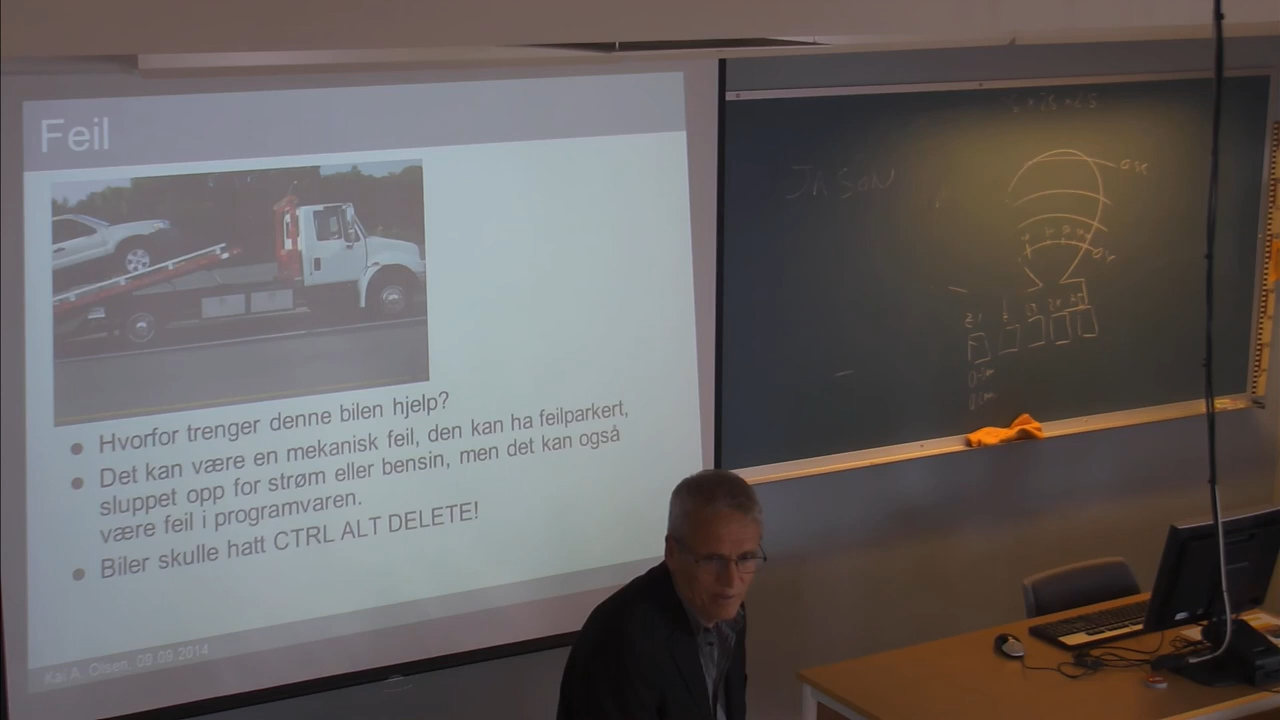 Feil
Hvorfor trenger denne bilen hjelp?
Det kan være en mekanisk feil, den kan ha feilparkert,
sluppet opp for strøm eller bensin, men det kan også
være feil i programvaren.
Biler skulle hatt CTRL ALT DELETE!
Kai A. Olsen, 09.09.2014
JASON